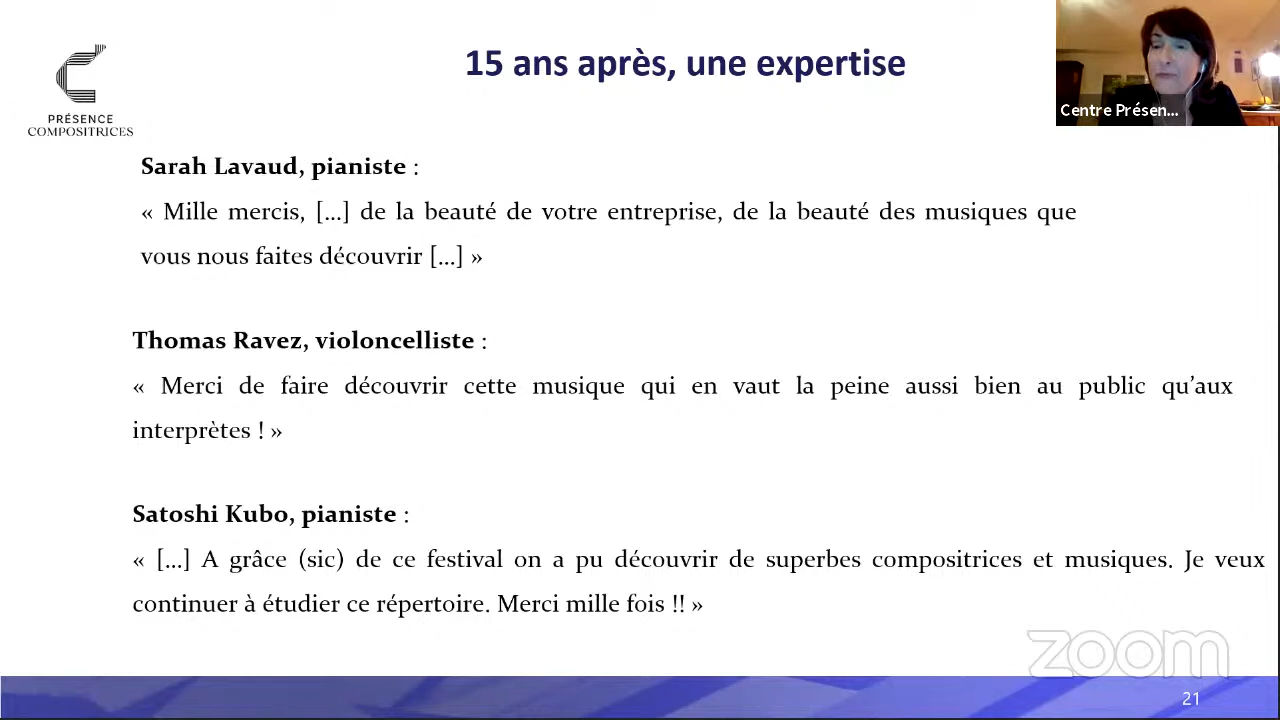 15 ans après, une expertise
PRÉSENCE
COMPOSITRICES
Centre Présen...
Sarah Lavaud, pianiste :
« Mille mercis, [...] de la beauté de votre entreprise, de la beauté des musiques que
vous nous faites découvrir [...] »
Thomas Ravez, violoncelliste :
« Merci de faire découvrir cette musique qui en vaut la peine aussi bien au public qu’aux
interprètes ! »
Satoshi Kubo, pianiste :
« [...] A grâce (sic) de ce festival on a pu découvrir de superbes compositrices et musiques. Je veux
continuer à étudier ce répertoire. Merci mille fois !! »
zoom
21